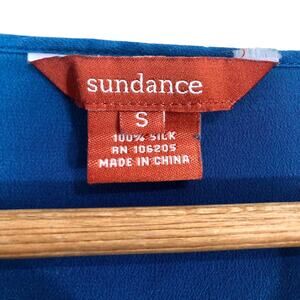 sundance
S
100% SILK
RN 106205
MADE IN CHINA